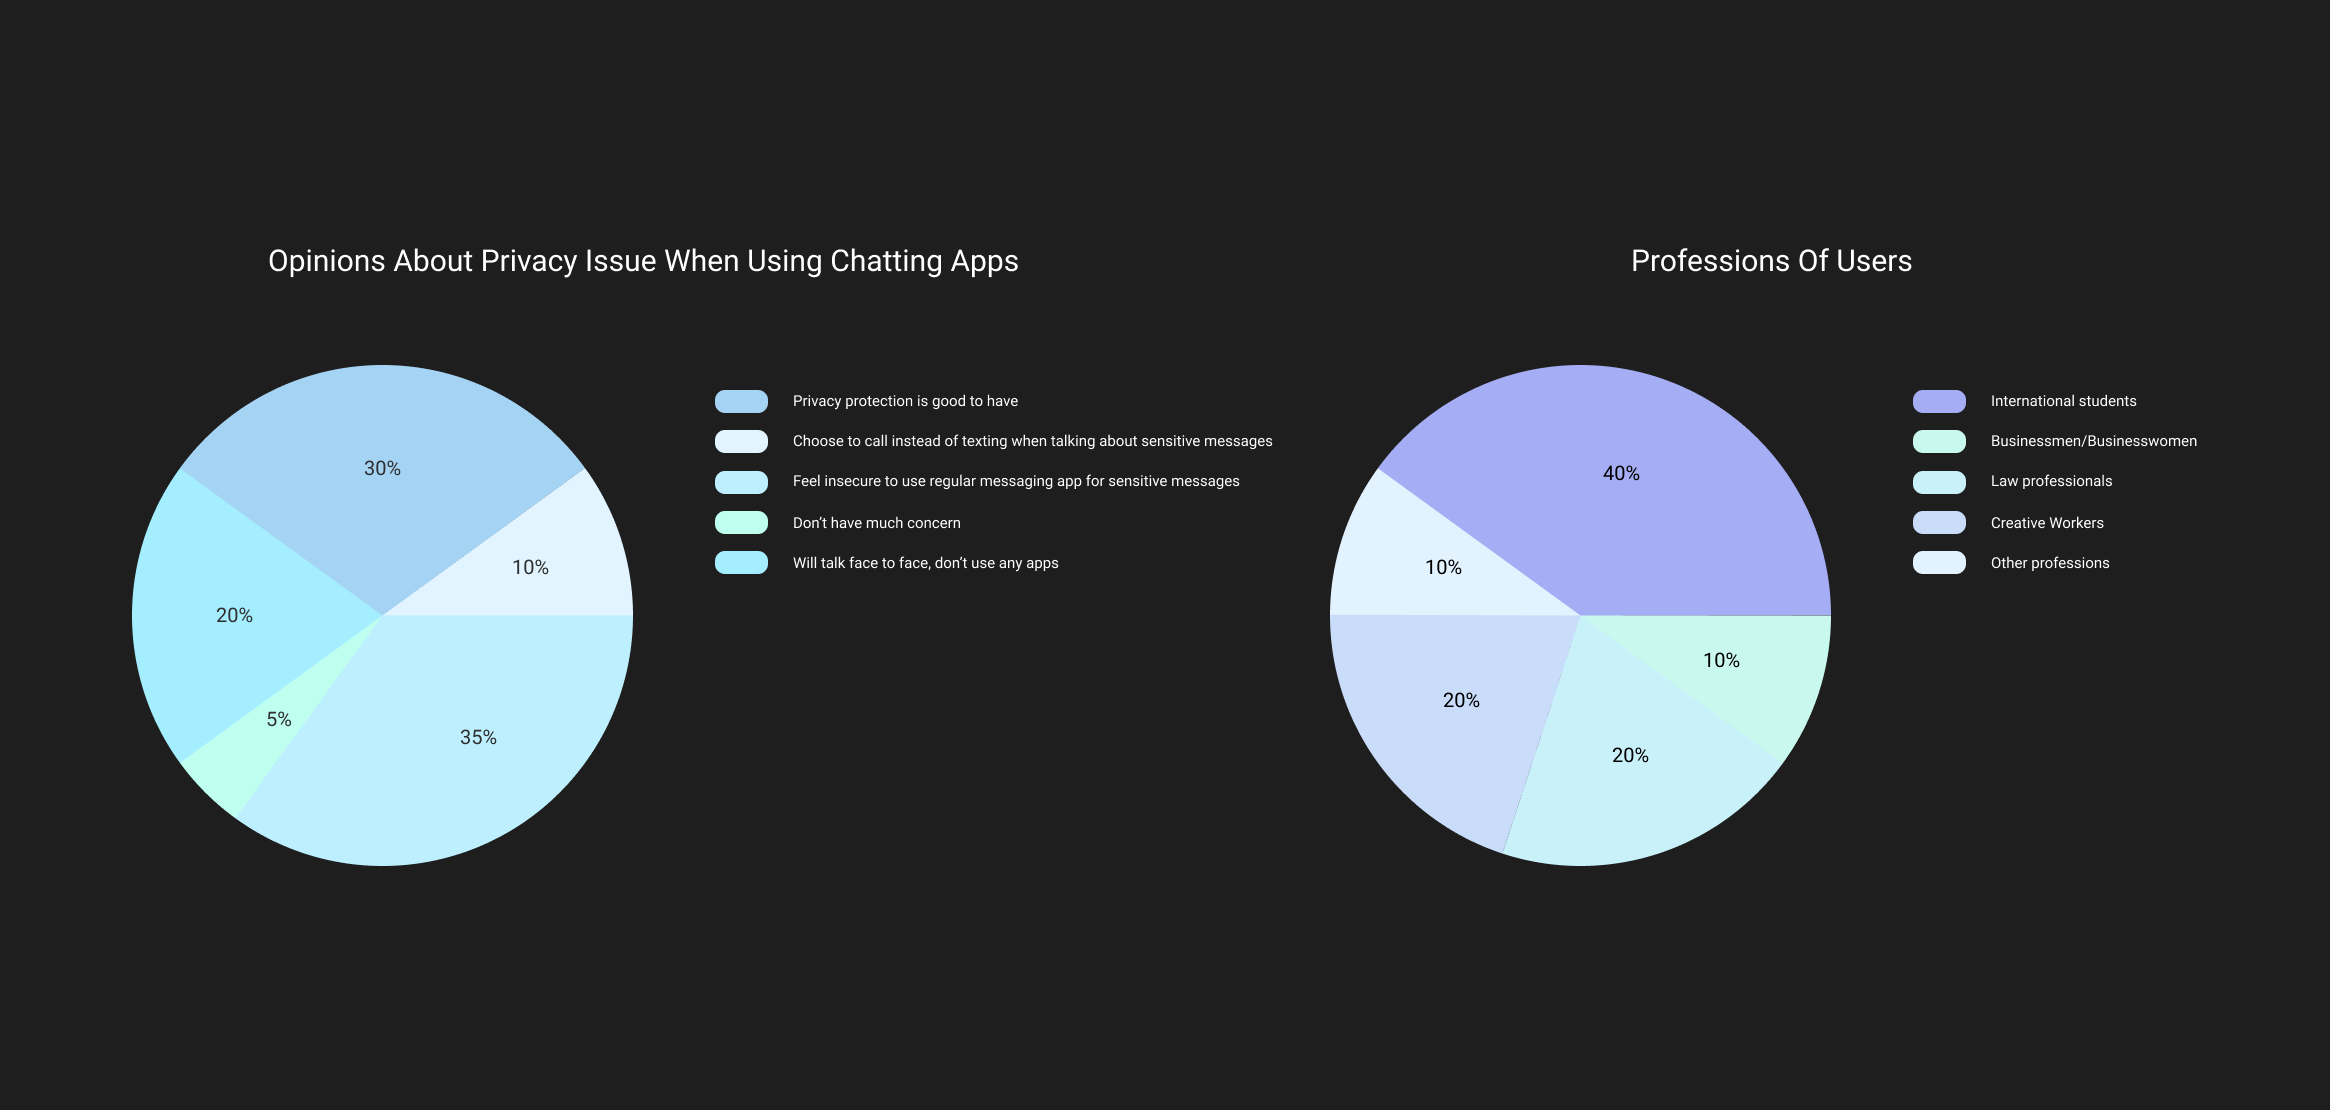 Opinions About Privacy Issue When Using Chatting Apps
30%
10%
20%
5%
35%
Privacy protection is good to have
Choose to call instead of texting when talking about sensitive messages
Feel insecure to use regular messaging app for sensitive messages
Don’t have much concern
Will talk face to face, don’t use any apps
Professions Of Users
40%
10%
10%
20%
20%
International students
Businessmen/Businesswomen
Law professionals
Creative Workers
Other professions